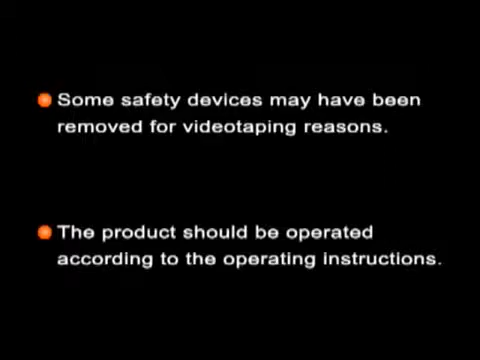 Some safety devices may have been
removed for videotaping reasons.
The product should be operated
according to the operating instructions.